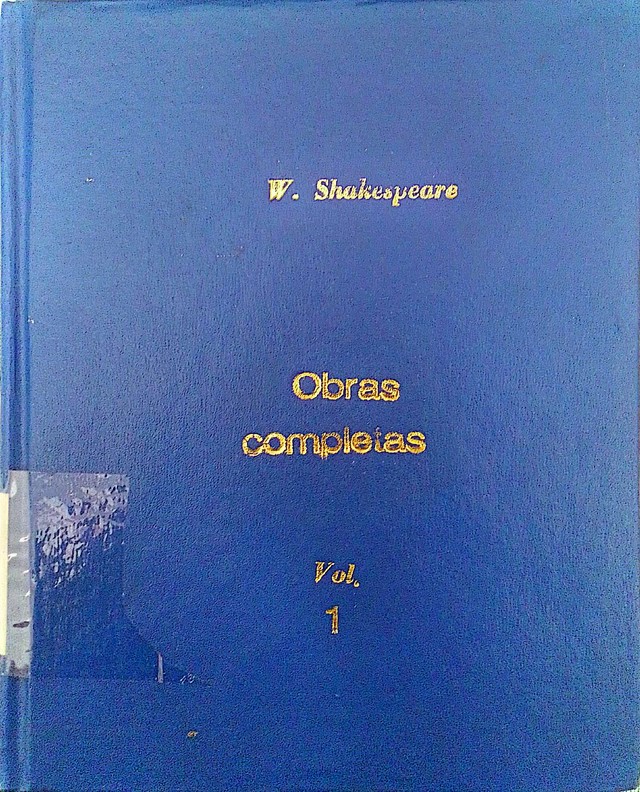 W. Shakespeare
Obras
completas
Vol.
1